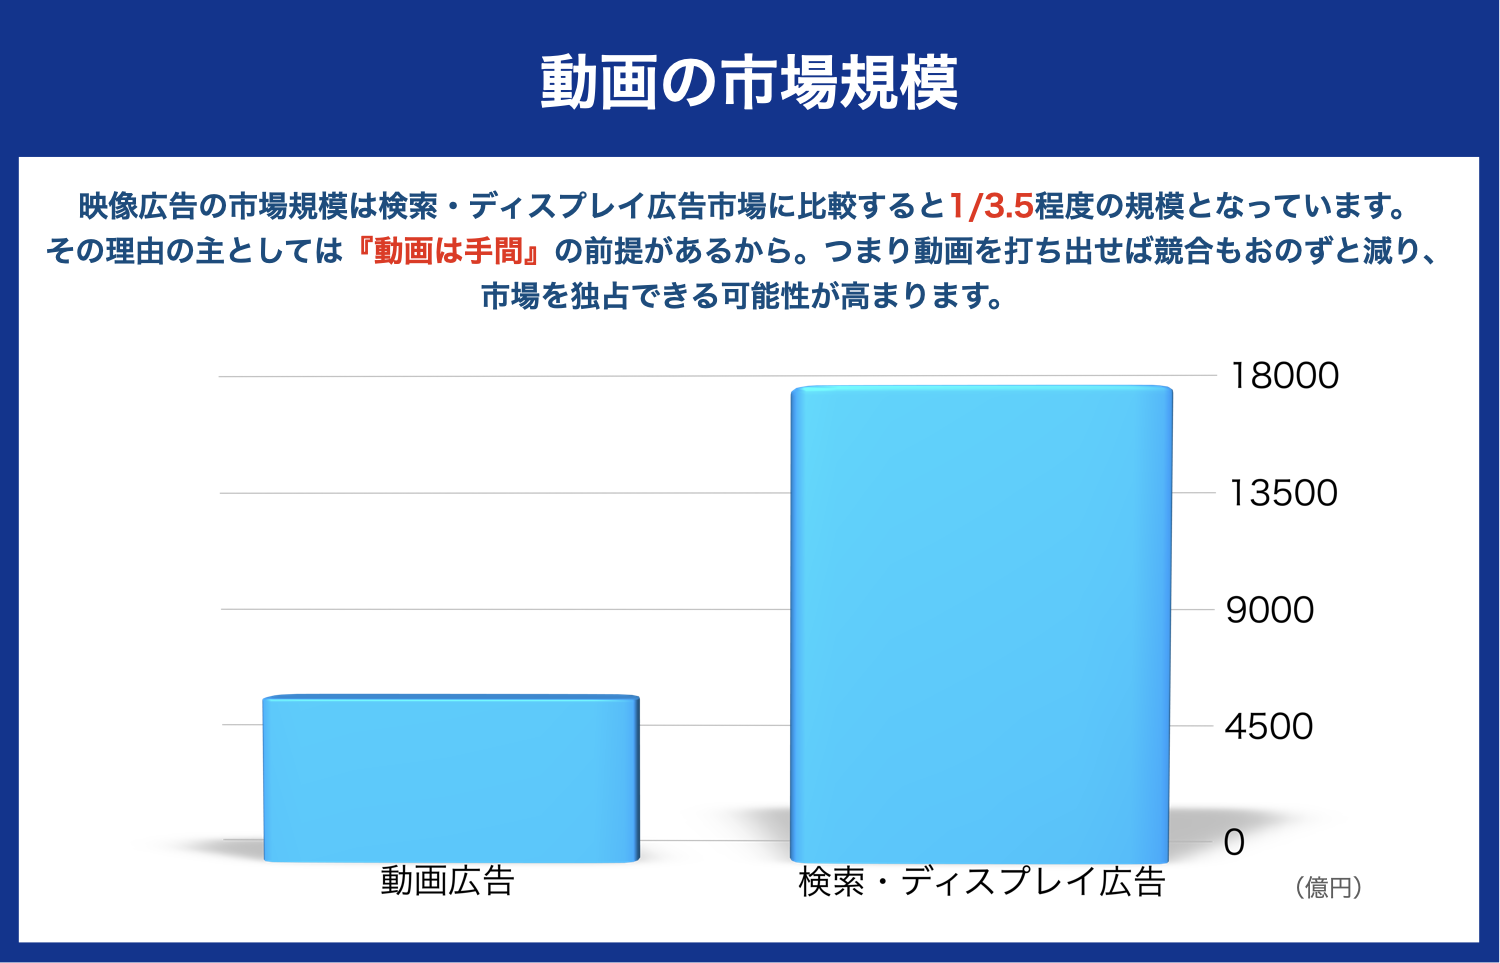 動画の市場規模
映像広告の市場規模は検索・ディスプレイ広告市場に比較すると1/3.5程度の規模となっています。
その理由の主としては『動画は手間』の前提があるから。つまり動画を打ち出せば競合もおのずと減り、
市場を独占できる可能性が高まります。
18000
13500
9000
4500
0
動画広告
検索・ディスプレイ広告
（億円）